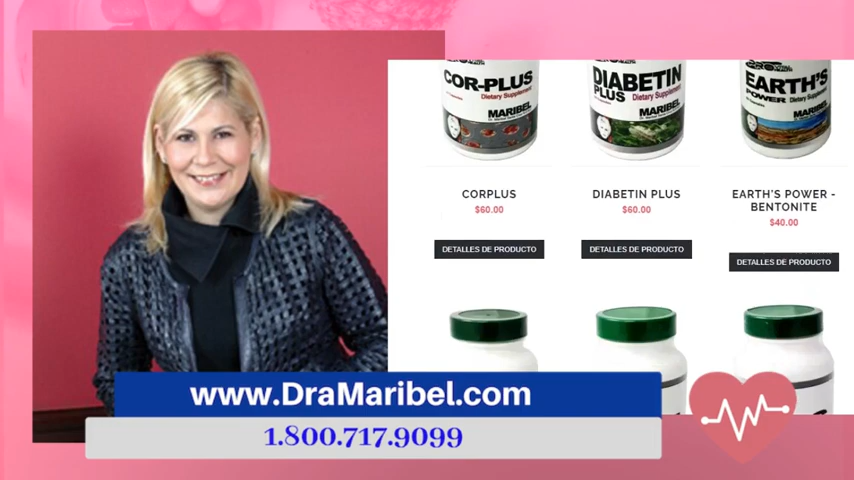 COR-PLUS
Dietary Supplement
MARIBEL
DIABETIN
PLUS Dietary Supplement
MARIBEL
EARTH'S
POWER Dietary Supplement
MARIBEL
CORPLUS
$60.00
DETALLES DE PRODUCTO
DIABETIN PLUS
$60.00
DETALLES DE PRODUCTO
EARTH'S POWER -
BENTONITE
$40.00
DETALLES DE PRODUCTO
www.DraMaribel.com
1.800.717.9099